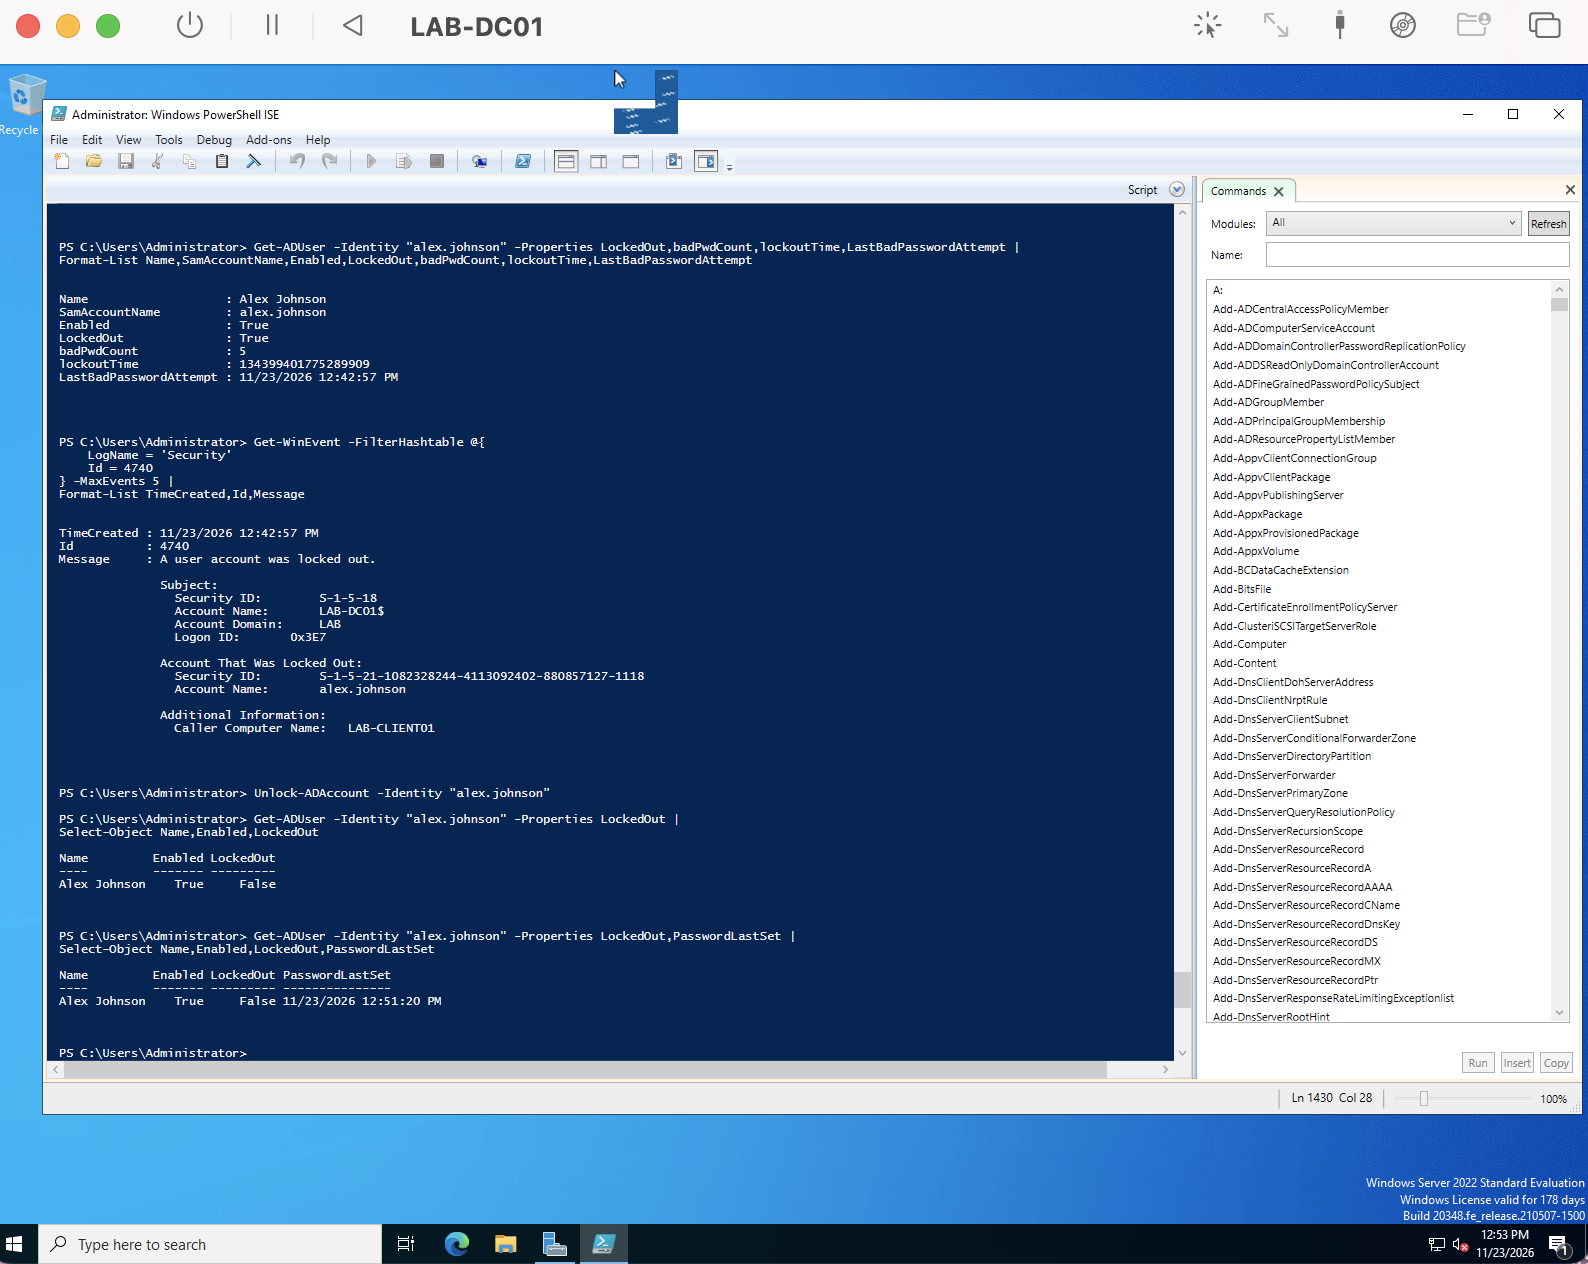 LAB-DC01
Recycle
Administrator: Windows PowerShell ISE
File Edit View Tools Debug Add-ons Help
Script
PS C:\Users\Administrator> Get-ADUser -Identity "alex.johnson" -Properties LockedOut,badPwdCount,lockoutTime,LastBadPasswordAttempt |
Format-List Name,SamAccountName,Enabled,LockedOut,badPwdCount,lockoutTime,LastBadPasswordAttempt
Name : Alex Johnson
SamAccountName : alex.johnson
Enabled : True
LockedOut : True
badPwdCount : 5
lockoutTime : 134399401775289909
LastBadPasswordAttempt : 11/23/2026 12:42:57 PM
PS C:\Users\Administrator> Get-WinEvent -FilterHashtable @{
LogName = 'Security'
Id = 4740
} -MaxEvents 5 |
Format-List TimeCreated,Id,Message
TimeCreated : 11/23/2026 12:42:57 PM
Id : 4740
Message : A user account was locked out.
Subject:
Security ID: S-1-5-18
Account Name: LAB-DC01$
Account Domain: LAB
Logon ID: 0x3E7
Account That Was Locked Out:
Security ID: S-1-5-21-1082328244-4113092402-880857127-1118
Account Name: alex.johnson
Additional Information:
Caller Computer Name: LAB-CLIENT01
PS C:\Users\Administrator> Unlock-ADAccount -Identity "alex.johnson"
PS C:\Users\Administrator> Get-ADUser -Identity "alex.johnson" -Properties LockedOut |
Select-Object Name,Enabled,LockedOut
Name Enabled LockedOut
---- ------- ---------
Alex Johnson True False
PS C:\Users\Administrator> Get-ADUser -Identity "alex.johnson" -Properties LockedOut,PasswordLastSet |
Select-Object Name,Enabled,LockedOut,PasswordLastSet
Name Enabled LockedOut PasswordLastSet
---- ------- --------- ---------------
Alex Johnson True False 11/23/2026 12:51:20 PM
PS C:\Users\Administrator>
Commands
Modules: All Refresh
Name:
A:
Add-ADCentralAccessPolicyMember
Add-ADComputerServiceAccount
Add-ADDomainControllerPasswordReplicationPolicy
Add-ADDSReadOnlyDomainControllerAccount
Add-ADFineGrainedPasswordPolicySubject
Add-ADGroupMember
Add-ADPrincipalGroupMembership
Add-ADResourcePropertyListMember
Add-AppvClientConnectionGroup
Add-AppvClientPackage
Add-AppvPublishingServer
Add-AppxPackage
Add-AppxProvisionedPackage
Add-AppxVolume
Add-BCDataCacheExtension
Add-BitsFile
Add-CertificateEnrollmentPolicyServer
Add-ClusteriSCSITargetServerRole
Add-Computer
Add-Content
Add-DnsClientDohServerAddress
Add-DnsClientNrptRule
Add-DnsServerClientSubnet
Add-DnsServerConditionalForwarderZone
Add-DnsServerDirectoryPartition
Add-DnsServerForwarder
Add-DnsServerPrimaryZone
Add-DnsServerQueryResolutionPolicy
Add-DnsServerRecursionScope
Add-DnsServerResourceRecord
Add-DnsServerResourceRecordA
Add-DnsServerResourceRecordAAAA
Add-DnsServerResourceRecordCName
Add-DnsServerResourceRecordDnsKey
Add-DnsServerResourceRecordDS
Add-DnsServerResourceRecordMX
Add-DnsServerResourceRecordPtr
Add-DnsServerResponseRateLimitingExceptionlist
Add-DnsServerRootHint
Run Insert Copy
Ln 1430 Col 28 100%
Windows Server 2022 Standard Evaluation
Windows License valid for 178 days
Build 20348.fe_release.210507-1500
Type here to search
12:53 PM
11/23/2026
1